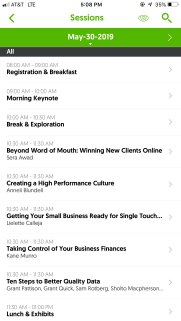 AT&T LTE 5:08 PM 35%
Sessions
May-30-2019
All
08:00 AM - 09:00 AM
Registration & Breakfast
09:00 AM - 10:00 AM
Morning Keynote
10:00 AM - 10:30 AM
Break & Exploration
10:30 AM - 11:30 AM
Beyond Word of Mouth: Winning New Clients Online
Sera Awad
10:30 AM - 11:30 AM
Creating a High Performance Culture
Anneli Blundell
10:30 AM - 11:30 AM
Getting Your Small Business Ready for Single Touch...
Lielette Calleja
10:30 AM - 11:30 AM
Taking Control of Your Business Finances
Kane Munro
10:30 AM - 11:30 AM
Ten Steps to Better Quality Data
Grant Pattison, Grant Quick, Sam Rotberg, Sholto Macpherson...
11:30 AM - 01:00 PM
Lunch & Exhibits